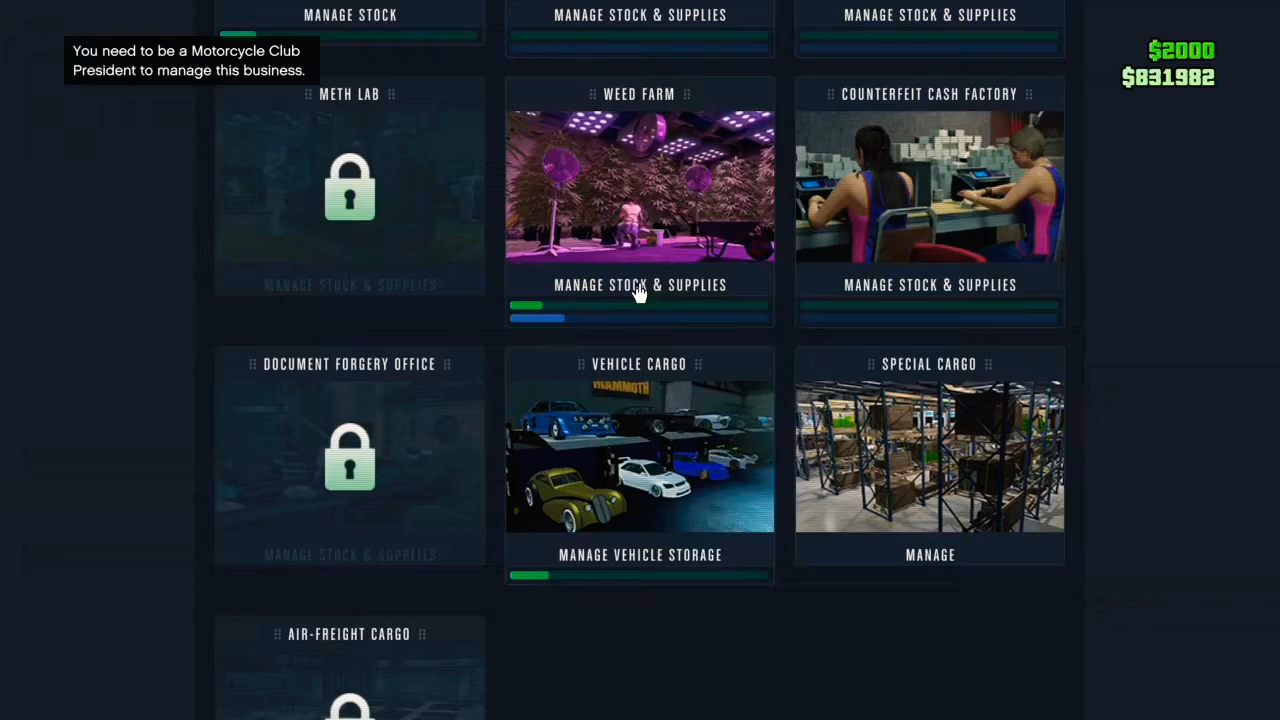 MANAGE STOCK
MANAGE STOCK & SUPPLIES
MANAGE STOCK & SUPPLIES
You need to be a Motorcycle Club
President to manage this business.
$2000
$831982
METH LAB
WEED FARM
COUNTERFEIT CASH FACTORY
MANAGE STOCK & SUPPLIES
MANAGE STOCK & SUPPLIES
MANAGE STOCK & SUPPLIES
DOCUMENT FORGERY OFFICE
VEHICLE CARGO
SPECIAL CARGO
MAMMOTH
MANAGE STOCK & SUPPLIES
MANAGE VEHICLE STORAGE
MANAGE
AIR-FREIGHT CARGO